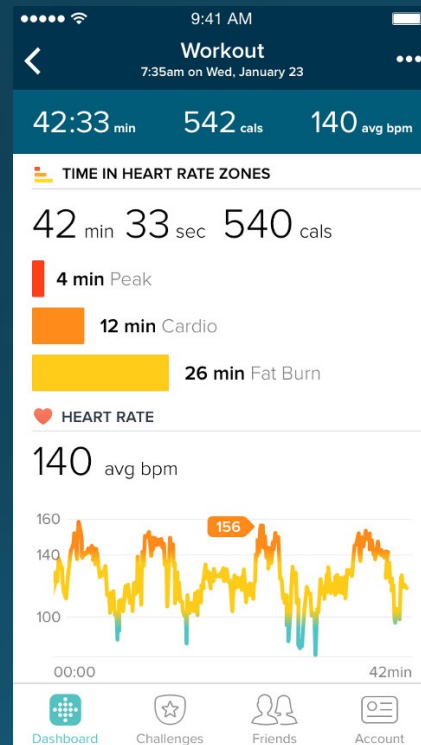 9:41 AM
Workout
7:35am on Wed, January 23
42:33 min 542 cals 140 avg bpm
TIME IN HEART RATE ZONES
42 min 33 sec 540 cals
4 min Peak
12 min Cardio
26 min Fat Burn
HEART RATE
140 avg bpm
160
156
140
100
00:00 42min
Dashboard Challenges Friends Account